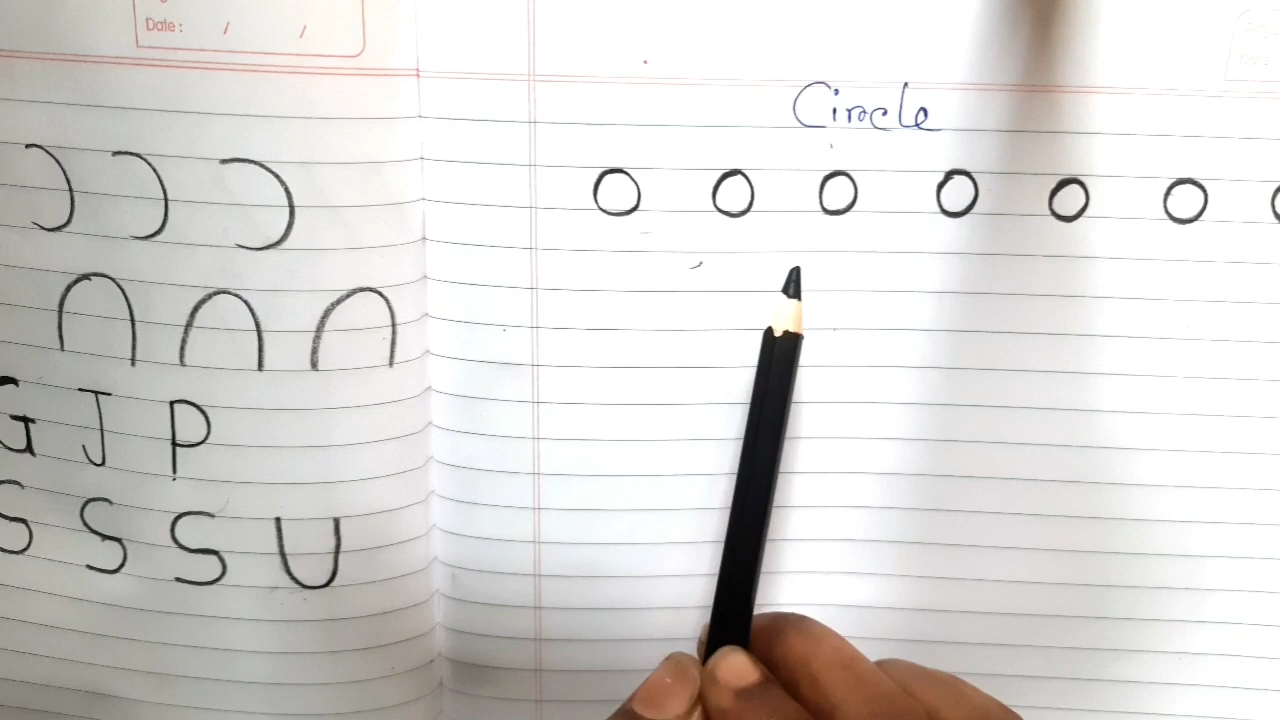 Date: / /
G J P
S S S U
Circle
O O O O O O